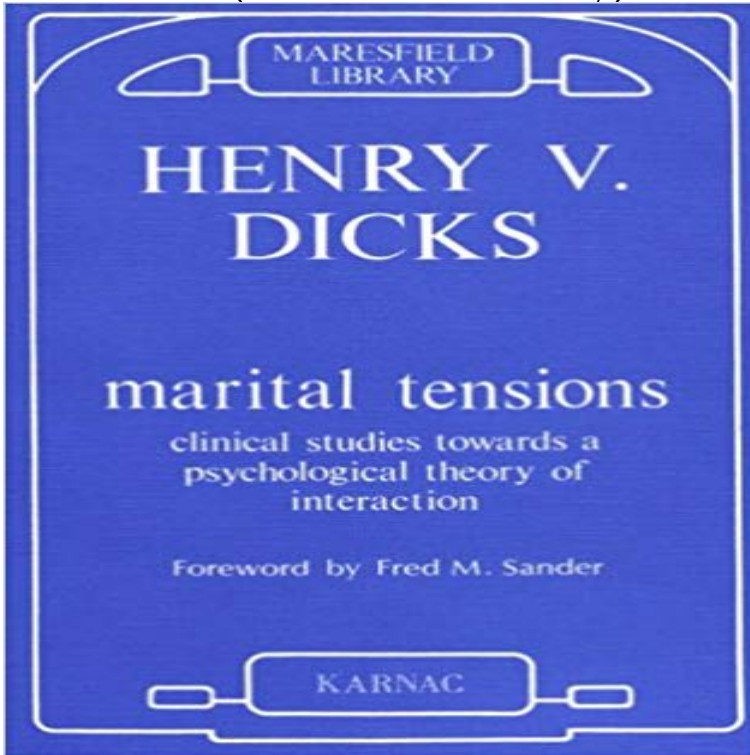 MARESFIELD
LIBRARY
HENRY V.
DICKS
marital tensions
clinical studies towards a
psychological theory of
interaction
Foreword by Fred M. Sander
KARNAC